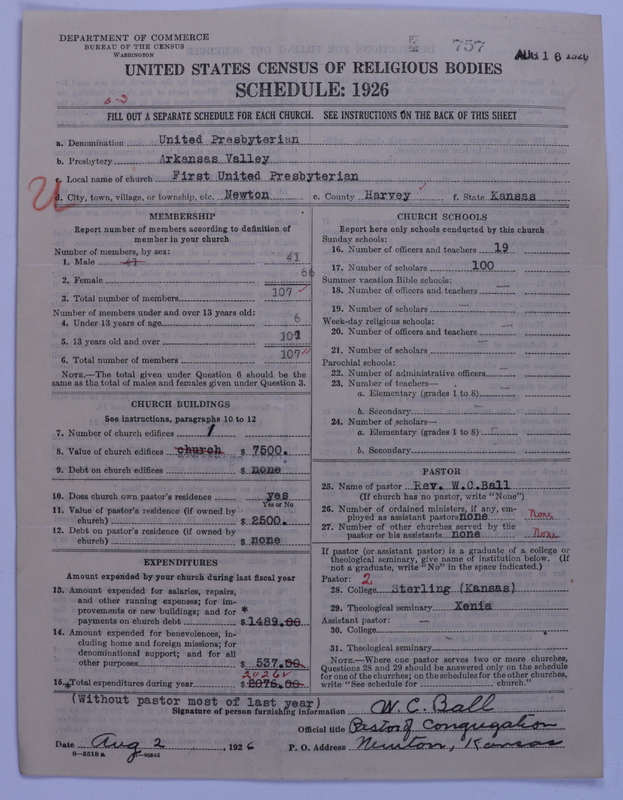 DEPARTMENT OF COMMERCE
BUREAU OF THE CENSUS
WASHINGTON
757
AUG 16 1926
UNITED STATES CENSUS OF RELIGIOUS BODIES
SCHEDULE: 1926
FILL OUT A SEPARATE SCHEDULE FOR EACH CHURCH. SEE INSTRUCTIONS ON THE BACK OF THIS SHEET
a. Denomination United Presbyterian
b. Presbytery Arkansas Valley
c. Local name of church First United Presbyterian
d. City, town, village, or township, etc. Newton e. County Harvey f. State Kansas
MEMBERSHIP
Report number of members according to definition of
member in your church
Number of members, by sex:
1. Male 41 41
2. Female 66
3. Total number of members 107
Number of members under and over 13 years old:
4. Under 13 years of age 6
5. 13 years old and over 101
6. Total number of members 107
NOTE.—The total given under Question 6 should be the
same as the total of males and females given under Question 3.
CHURCH BUILDINGS
See instructions, paragraphs 10 to 12
7. Number of church edifices 1
8. Value of church edifices church $ 7500.
9. Debt on church edifices $ none
10. Does church own pastor's residence yes
Yes or No
11. Value of pastor's residence (if owned by
church) $ 2500.
12. Debt on pastor's residence (if owned by
church) $ none
EXPENDITURES
Amount expended by your church during last fiscal year
13. Amount expended for salaries, repairs,
and other running expenses; for im-
provements or new buildings; and for *
payments on church debt $1489.00
14. Amount expended for benevolences, in-
cluding home and foreign missions; for
denominational support; and for all
other purposes $ 537.00.
2026
15.* Total expenditures during year $ 2076.00
(Without pastor most of last year)
CHURCH SCHOOLS
Report here only schools conducted by this church
Sunday schools:
16. Number of officers and teachers 19
17. Number of scholars 100
Summer vacation Bible schools:
18. Number of officers and teachers —
19. Number of scholars —
Week-day religious schools:
20. Number of officers and teachers —
21. Number of scholars —
Parochial schools:
22. Number of administrative officers —
23. Number of teachers—
a. Elementary (grades 1 to 8) —
b. Secondary —
24. Number of scholars—
a. Elementary (grades 1 to 8) —
b. Secondary —
PASTOR
25. Name of pastor Rev. W.C.Ball
(If church has no pastor, write "None")
26. Number of ordained ministers, if any, em-
ployed as assistant pastors none None
27. Number of other churches served by the
pastor or his assistants none None
If pastor (or assistant pastor) is a graduate of a college or
theological seminary, give name of institution below. (If
not a graduate, write "No" in the space indicated.)
Pastor: 2
28. College Sterling (Kansas)
29. Theological seminary Xenia
Assistant pastor: —
30. College
31. Theological seminary
NOTE.—Where one pastor serves two or more churches,
Questions 28 and 29 should be answered only on the schedule
for one of the churches; on the schedules for the other churches,
write "See schedule for church."
Signature of person furnishing information W. C. Ball
Official title Pastor of Congregation
Date Aug 2, 1926 P. O. Address Newton, Kansas
8—5518 a